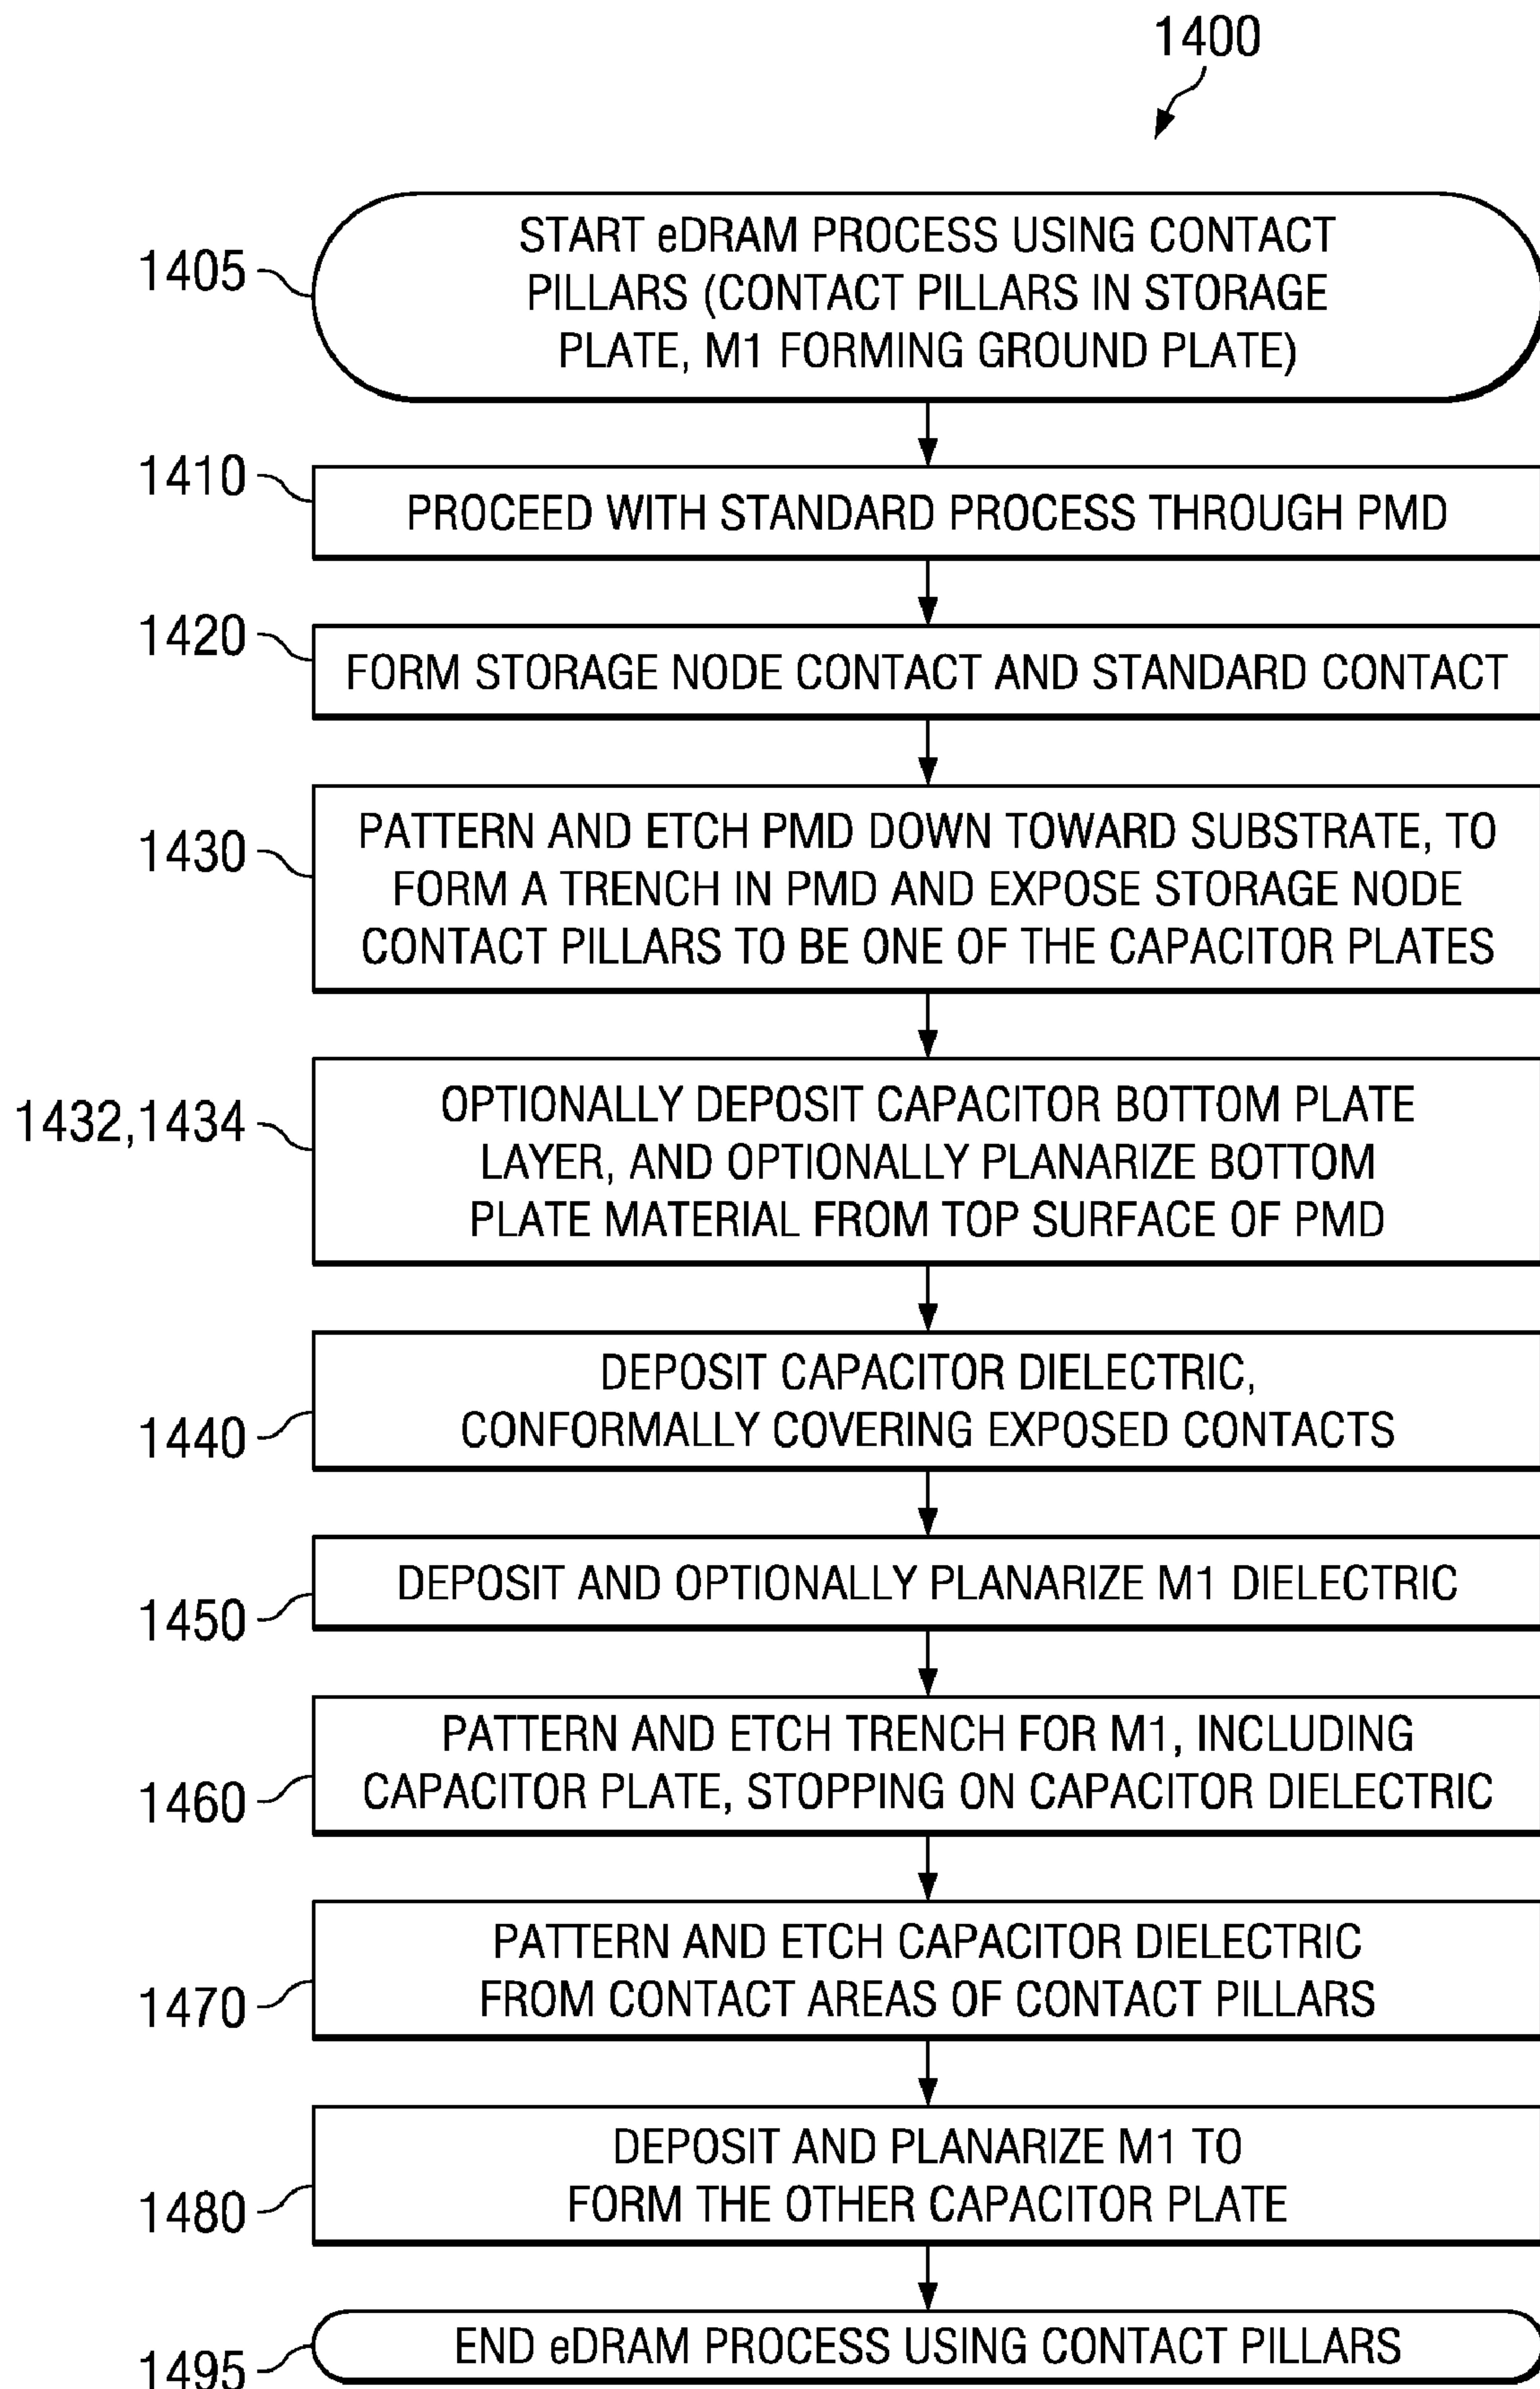 1400
1405
START eDRAM PROCESS USING CONTACT
PILLARS (CONTACT PILLARS IN STORAGE
PLATE, M1 FORMING GROUND PLATE)
1410
PROCEED WITH STANDARD PROCESS THROUGH PMD
1420
FORM STORAGE NODE CONTACT AND STANDARD CONTACT
1430
PATTERN AND ETCH PMD DOWN TOWARD SUBSTRATE, TO
FORM A TRENCH IN PMD AND EXPOSE STORAGE NODE
CONTACT PILLARS TO BE ONE OF THE CAPACITOR PLATES
1432,1434
OPTIONALLY DEPOSIT CAPACITOR BOTTOM PLATE
LAYER, AND OPTIONALLY PLANARIZE BOTTOM
PLATE MATERIAL FROM TOP SURFACE OF PMD
1440
DEPOSIT CAPACITOR DIELECTRIC,
CONFORMALLY COVERING EXPOSED CONTACTS
1450
DEPOSIT AND OPTIONALLY PLANARIZE M1 DIELECTRIC
1460
PATTERN AND ETCH TRENCH FOR M1, INCLUDING
CAPACITOR PLATE, STOPPING ON CAPACITOR DIELECTRIC
1470
PATTERN AND ETCH CAPACITOR DIELECTRIC
FROM CONTACT AREAS OF CONTACT PILLARS
1480
DEPOSIT AND PLANARIZE M1 TO
FORM THE OTHER CAPACITOR PLATE
1495
END eDRAM PROCESS USING CONTACT PILLARS